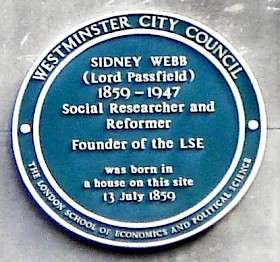 WESTMINSTER CITY COUNCIL
SIDNEY WEBB
(Lord Passfield)
1859 – 1947
Social Researcher and
Reformer
Founder of the LSE
was born in
a house on this site
13 July 1859
THE LONDON SCHOOL OF ECONOMICS AND POLITICAL SCIENCE